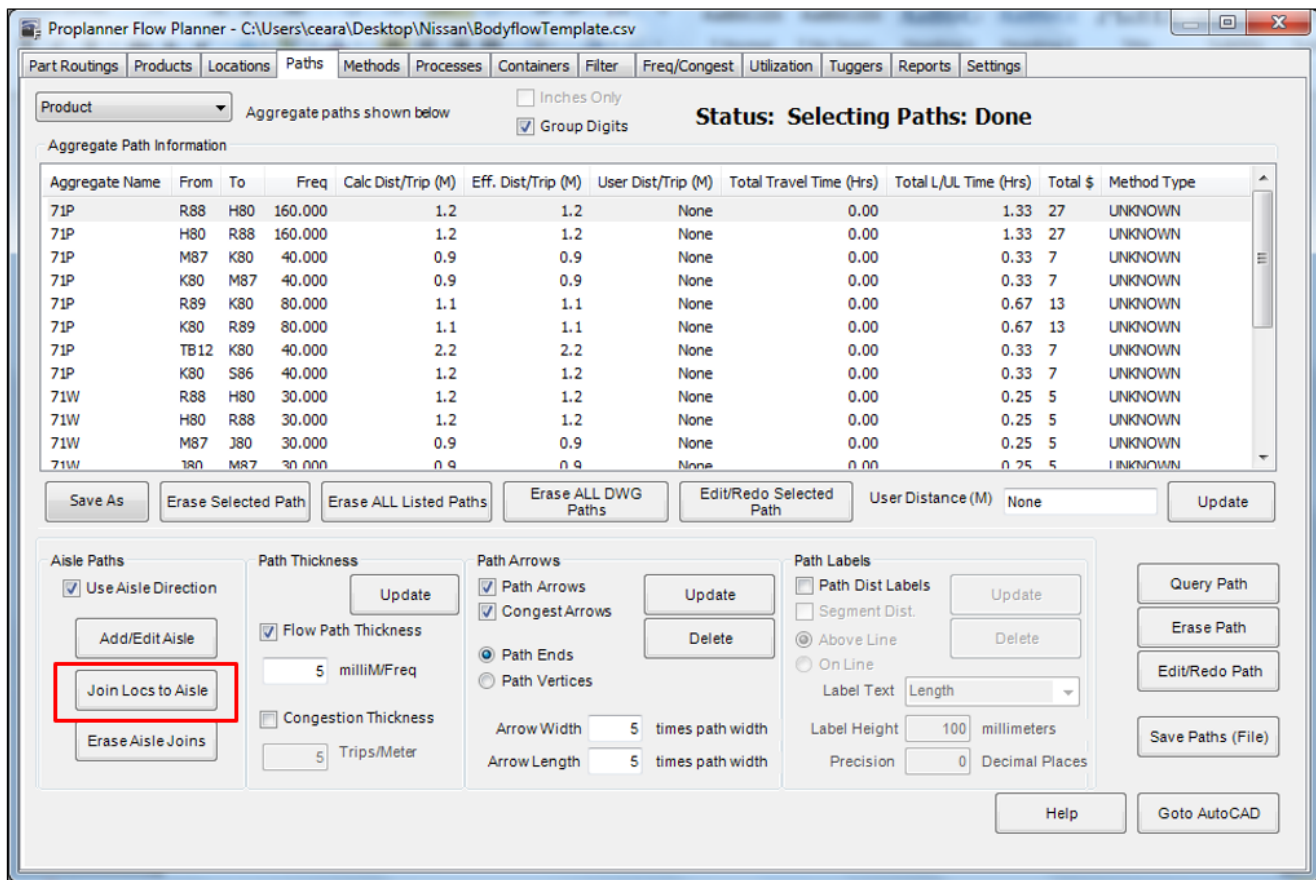 Proplanner Flow Planner - C:\Users\ceara\Desktop\Nissan\BodyflowTemplate.csv
Part Routings Products Locations Paths Methods Processes Containers Filter Freq/Congest Utilization Tuggers Reports Settings
Product Aggregate paths shown below Inches Only
Group Digits Status: Selecting Paths: Done
Aggregate Path Information
Aggregate Name From To Freq Calc Dist/Trip (M) Eff. Dist/Trip (M) User Dist/Trip (M) Total Travel Time (Hrs) Total L/UL Time (Hrs) Total $ Method Type
71P R88 H80 160.000 1.2 1.2 None 0.00 1.33 27 UNKNOWN
71P H80 R88 160.000 1.2 1.2 None 0.00 1.33 27 UNKNOWN
71P M87 K80 40.000 0.9 0.9 None 0.00 0.33 7 UNKNOWN
71P K80 M87 40.000 0.9 0.9 None 0.00 0.33 7 UNKNOWN
71P R89 K80 80.000 1.1 1.1 None 0.00 0.67 13 UNKNOWN
71P K80 R89 80.000 1.1 1.1 None 0.00 0.67 13 UNKNOWN
71P TB12 K80 40.000 2.2 2.2 None 0.00 0.33 7 UNKNOWN
71P K80 S86 40.000 1.2 1.2 None 0.00 0.33 7 UNKNOWN
71W R88 H80 30.000 1.2 1.2 None 0.00 0.25 5 UNKNOWN
71W H80 R88 30.000 1.2 1.2 None 0.00 0.25 5 UNKNOWN
71W M87 J80 30.000 0.9 0.9 None 0.00 0.25 5 UNKNOWN
71W J80 M87 30.000 0.9 0.9 None 0.00 0.25 5 UNKNOWN
Save As Erase Selected Path Erase ALL Listed Paths Erase ALL DWG Paths Edit/Redo Selected Path User Distance (M) None Update
Aisle Paths
Use Aisle Direction
Add/Edit Aisle
Join Locs to Aisle
Erase Aisle Joins
Path Thickness
Update
Flow Path Thickness
5 milliM/Freq
Congestion Thickness
5 Trips/Meter
Path Arrows
Path Arrows Update
Congest Arrows
Delete
Path Ends
Path Vertices
Arrow Width 5 times path width
Arrow Length 5 times path width
Path Labels
Path Dist Labels Update
Segment Dist.
Above Line Delete
On Line
Label Text Length
Label Height 100 millimeters
Precision 0 Decimal Places
Query Path
Erase Path
Edit/Redo Path
Save Paths (File)
Help Goto AutoCAD